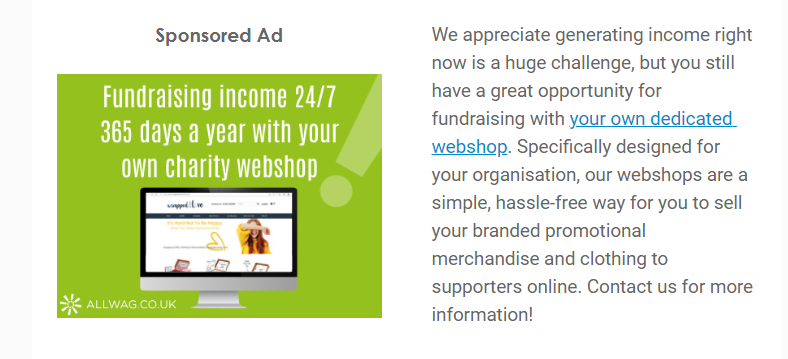 Sponsored Ad
Fundraising income 24/7
365 days a year with your
own charity webshop
ALLWAG.CO.UK
We appreciate generating income right
now is a huge challenge, but you still
have a great opportunity for
fundraising with your own dedicated
webshop. Specifically designed for
your organisation, our webshops are a
simple, hassle-free way for you to sell
your branded promotional
merchandise and clothing to
supporters online. Contact us for more
information!